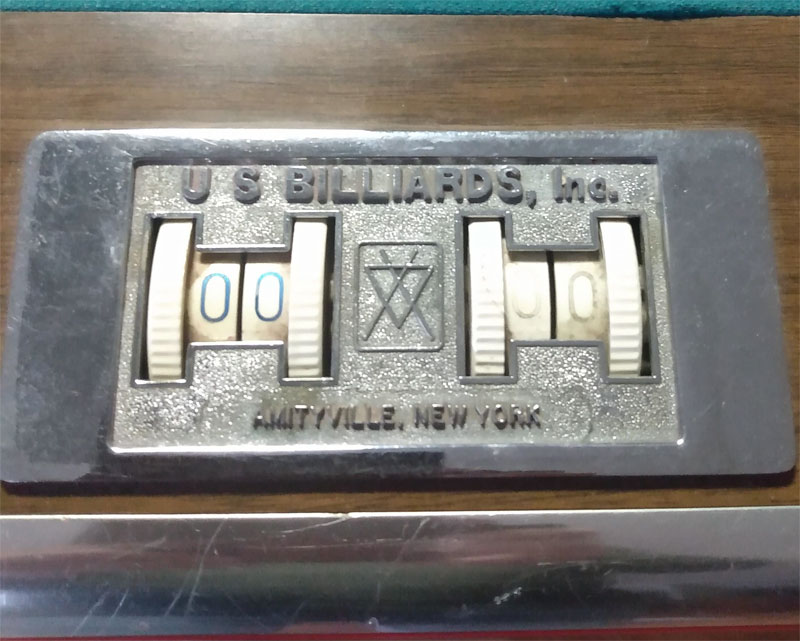 U S BILLIARDS, Inc.
00 00
AMITYVILLE, NEW YORK